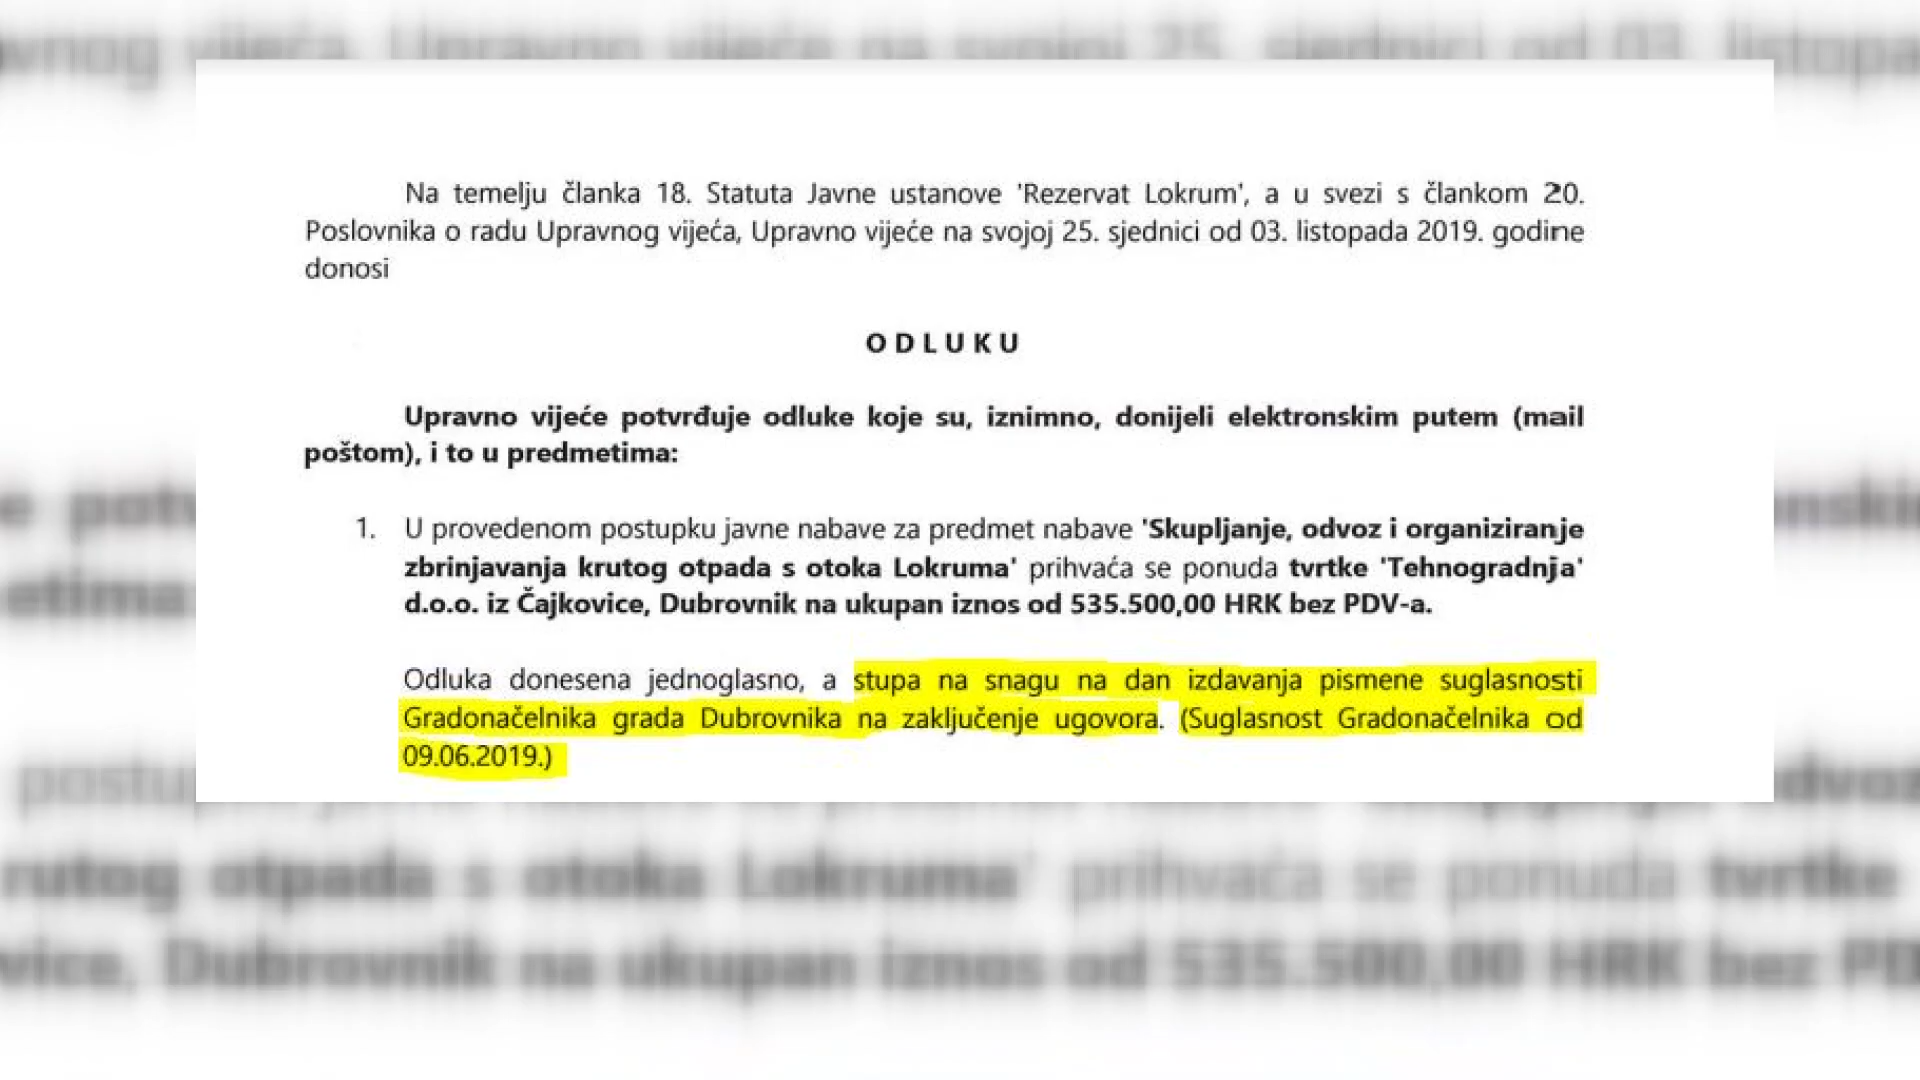 Na temelju članka 18. Statuta Javne ustanove 'Rezervat Lokrum', a u svezi s člankom 20.
Poslovnika o radu Upravnog vijeća, Upravno vijeće na svojoj 25. sjednici od 03. listopada 2019. godine
donosi
O D L U K U
Upravno vijeće potvrđuje odluke koje su, iznimno, donijeli elektronskim putem (mail
poštom), i to u predmetima:
1. U provedenom postupku javne nabave za predmet nabave 'Skupljanje, odvoz i organiziranje
zbrinjavanja krutog otpada s otoka Lokruma' prihvaća se ponuda tvrtke 'Tehnogradnja'
d.o.o. iz Čajkovice, Dubrovnik na ukupan iznos od 535.500,00 HRK bez PDV-a.
Odluka donesena jednoglasno, a stupa na snagu na dan izdavanja pismene suglasnosti
Gradonačelnika grada Dubrovnika na zaključenje ugovora. (Suglasnost Gradonačelnika od
09.06.2019.)